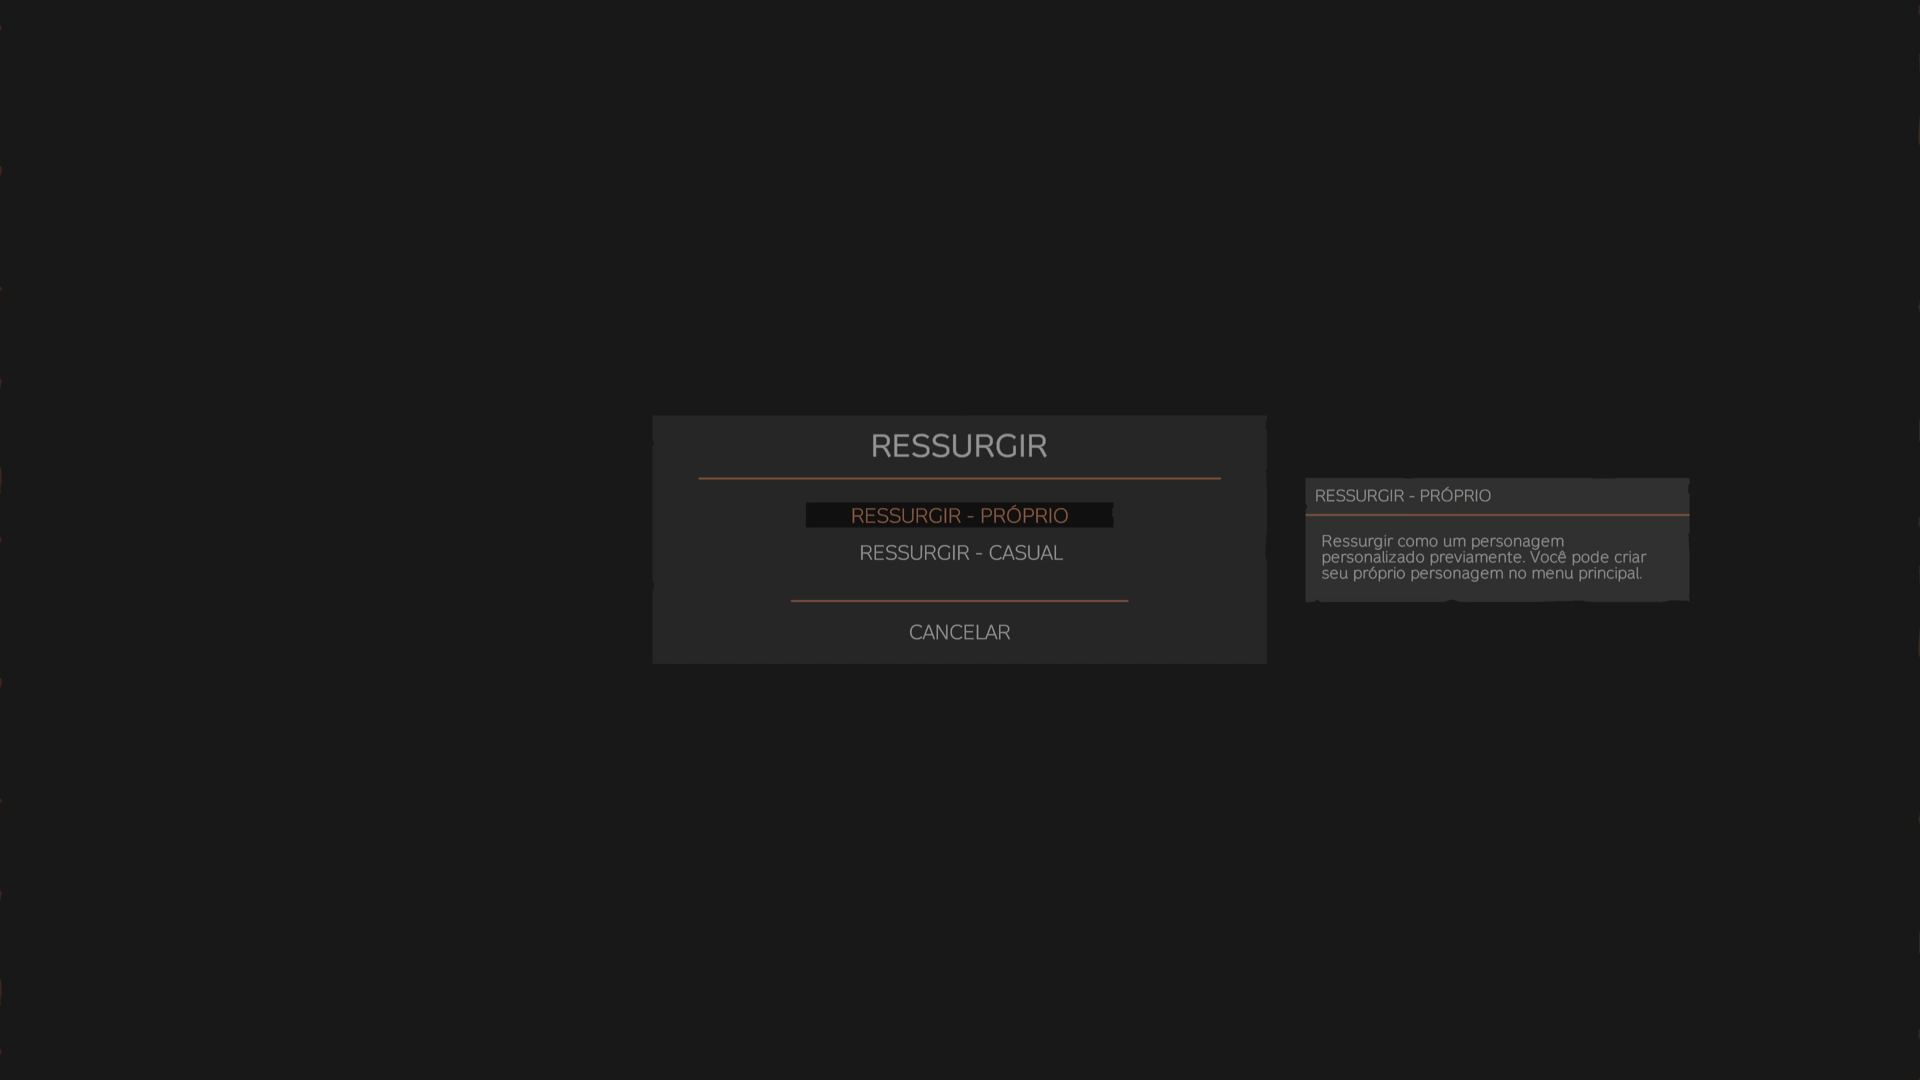 RESSURGIR
RESSURGIR - PRÓPRIO
RESSURGIR - CASUAL
CANCELAR
RESSURGIR - PRÓPRIO
Ressurgir como um personagem
personalizado previamente. Você pode criar
seu próprio personagem no menu principal.